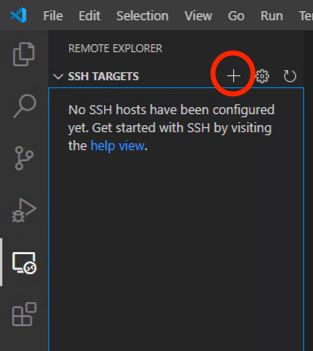 File Edit Selection View Go Run
REMOTE EXPLORER
SSH TARGETS
No SSH hosts have been configured
yet. Get started with SSH by visiting
the help view.